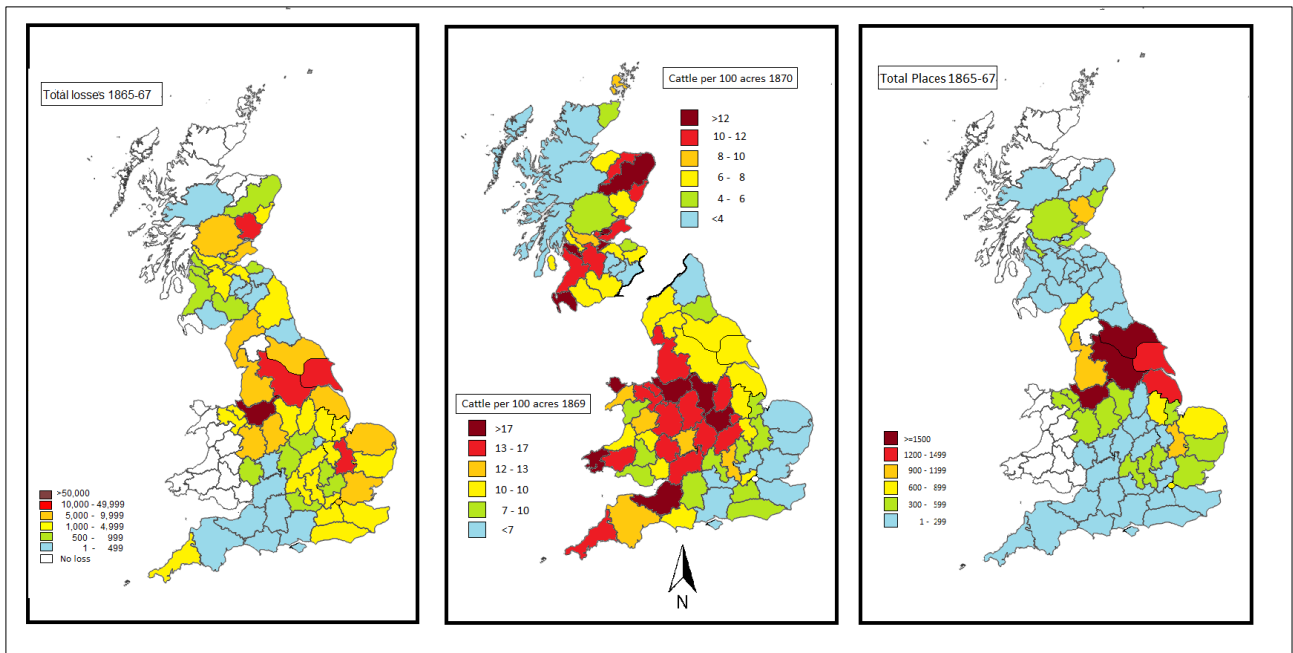 Total losses 1865-67
>50,000
10,000 - 49,999
5,000 - 9,999
1,000 - 4,999
500 - 999
1 - 499
No loss
Cattle per 100 acres 1870
>12
10 - 12
8 - 10
6 - 8
4 - 6
<4
Cattle per 100 acres 1869
>17
13 - 17
12 - 13
10 - 10
7 - 10
<7
N
Total Places 1865-67
>=1500
1200 - 1499
900 - 1199
600 - 899
300 - 599
1 - 299